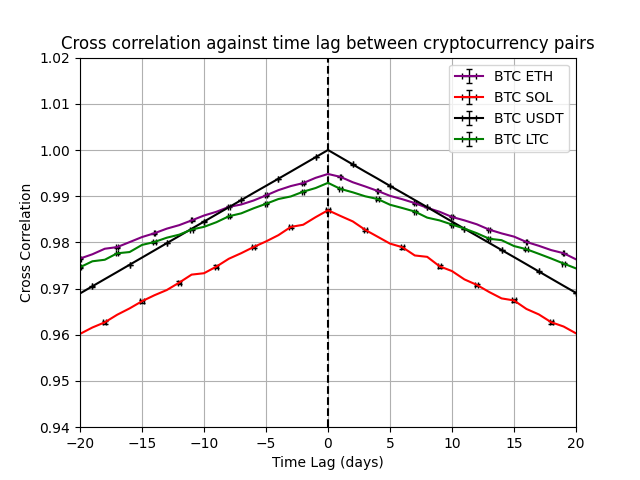 Cross correlation against time lag between cryptocurrency pairs
1.02
1.01
1.00
0.99
0.98
0.97
0.96
0.95
0.94
Cross Correlation
BTC ETH
BTC SOL
BTC USDT
BTC LTC
−20 −15 −10 −5 0 5 10 15 20
Time Lag (days)